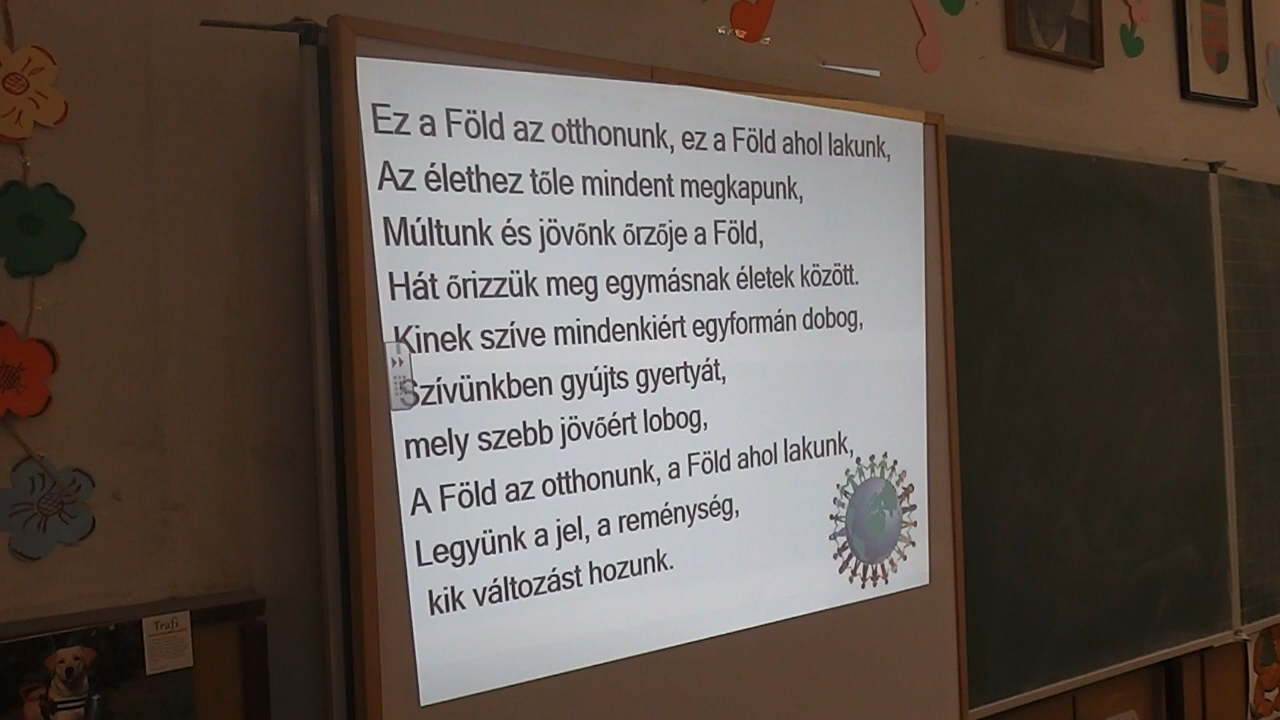 Ez a Föld az otthonunk, ez a Föld ahol lakunk,
Az élethez tőle mindent megkapunk,
Múltunk és jövőnk őrzője a Föld,
Hát őrizzük meg egymásnak életek között.
Kinek szíve mindenkiért egyformán dobog,
Szívünkben gyújts gyertyát,
mely szebb jövőért lobog,
A Föld az otthonunk, a Föld ahol lakunk,
Legyünk a jel, a reménység,
kik változást hozunk.
Trafi